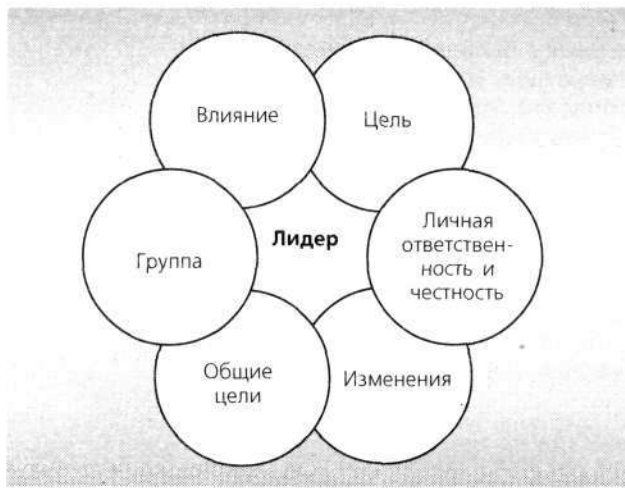 Влияние
Цель
Лидер
Группа
Личная
ответствен-
ность и
честность
Общие
цели
Изменения